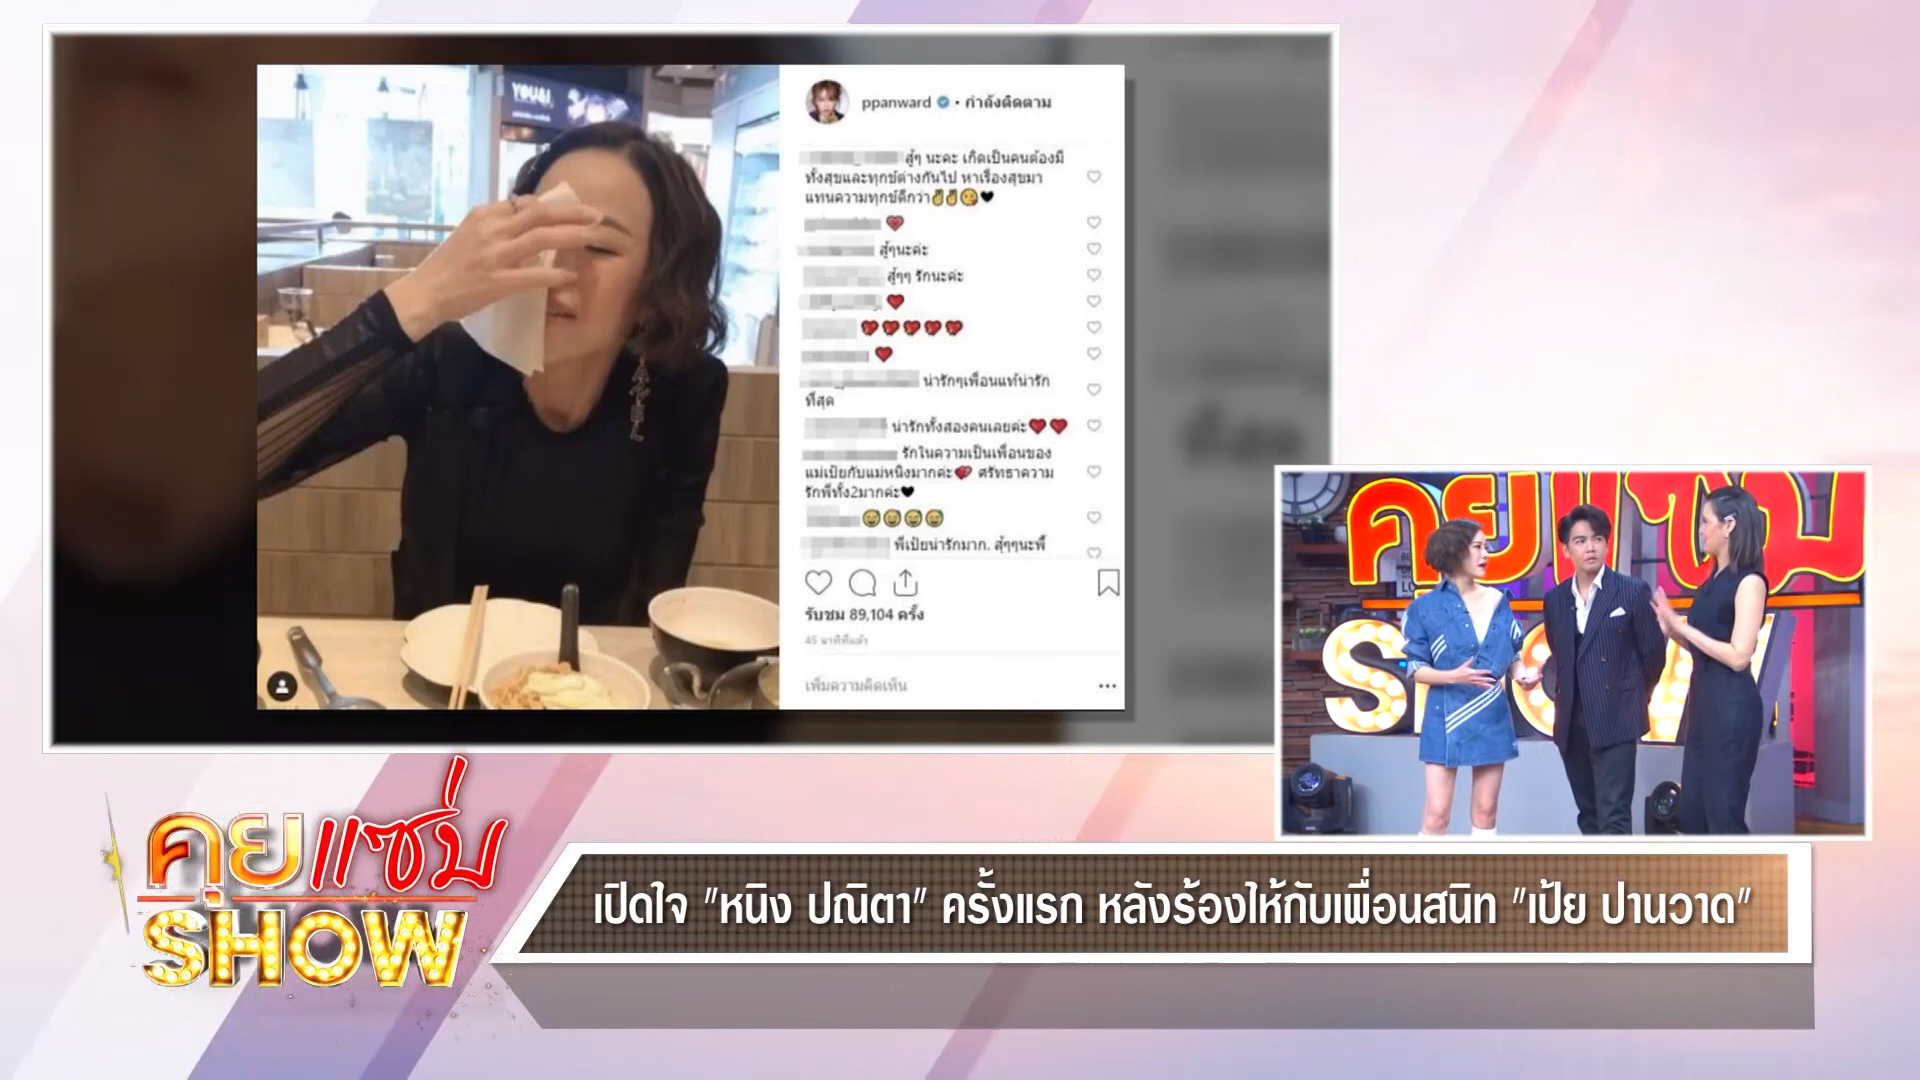 YOU&I
ppanward • กำลังติดตาม
สู้ๆ นะคะ เกิดเป็นคนต้องมี
ทั้งสุขและทุกข์ต่างกันไป หาเรื่องสุขมา
แทนความทุกข์ดีกว่า✌✌😘🖤
💗
สู้ๆนะค่ะ
สู้ๆๆ รักนะค่ะ
❤
💕💕💕💕💕
❤
น่ารักๆเพื่อนแท้น่ารัก
ที่สุด
น่ารักทั้งสองคนเลยค่ะ❤❤
รักในความเป็นเพื่อนของ
แม่เป้ยกับแม่หนิงมากค่ะ💕 ศรัทธาความ
รักพี่ทั้ง2มากค่ะ🖤
😅😅😅😅
พี่เป้ยน่ารักมาก. สุ้ๆๆนะพี้
รับชม 89,104 ครั้ง
45 นาทีที่แล้ว
เพิ่มความคิดเห็น
คุยแซ่บ
SHOW
คุยแซ่บ
SHOW
เปิดใจ "หนิง ปณิตา" ครั้งแรก หลังร้องไห้กับเพื่อนสนิท "เป้ย ปานวาด"